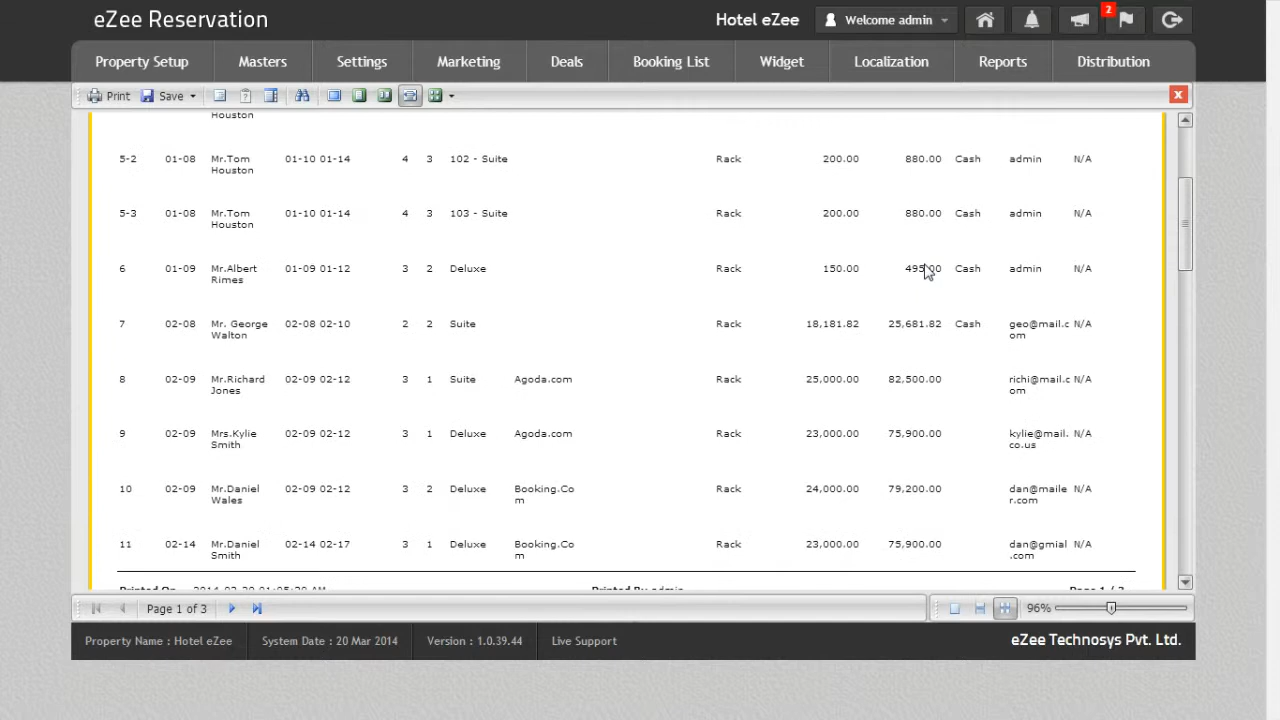 eZee Reservation
Hotel eZee
Welcome admin
2
Property Setup Masters Settings Marketing Deals Booking List Widget Localization Reports Distribution
Print Save
Houston
5-2 01-08 Mr.Tom 01-10 01-14 4 3 102 - Suite Rack 200.00 880.00 Cash admin N/A
Houston
5-3 01-08 Mr.Tom 01-10 01-14 4 3 103 - Suite Rack 200.00 880.00 Cash admin N/A
Houston
6 01-09 Mr.Albert 01-09 01-12 3 2 Deluxe Rack 150.00 495.00 Cash admin N/A
Rimes
7 02-08 Mr. George 02-08 02-10 2 2 Suite Rack 18,181.82 25,681.82 Cash geo@mail.c N/A
Walton om
8 02-09 Mr.Richard 02-09 02-12 3 1 Suite Agoda.com Rack 25,000.00 82,500.00 richi@mail.c N/A
Jones om
9 02-09 Mrs.Kylie 02-09 02-12 3 1 Deluxe Agoda.com Rack 23,000.00 75,900.00 kylie@mail. N/A
Smith co.us
10 02-09 Mr.Daniel 02-09 02-12 3 2 Deluxe Booking.Co Rack 24,000.00 79,200.00 dan@maile N/A
Wales m r.com
11 02-14 Mr.Daniel 02-14 02-17 3 1 Deluxe Booking.Co Rack 23,000.00 75,900.00 dan@gmial N/A
Smith m .com
Printed On Printed By admin Page 1 / 3
Page 1 of 3 96%
Property Name : Hotel eZee System Date : 20 Mar 2014 Version : 1.0.39.44 Live Support eZee Technosys Pvt. Ltd.